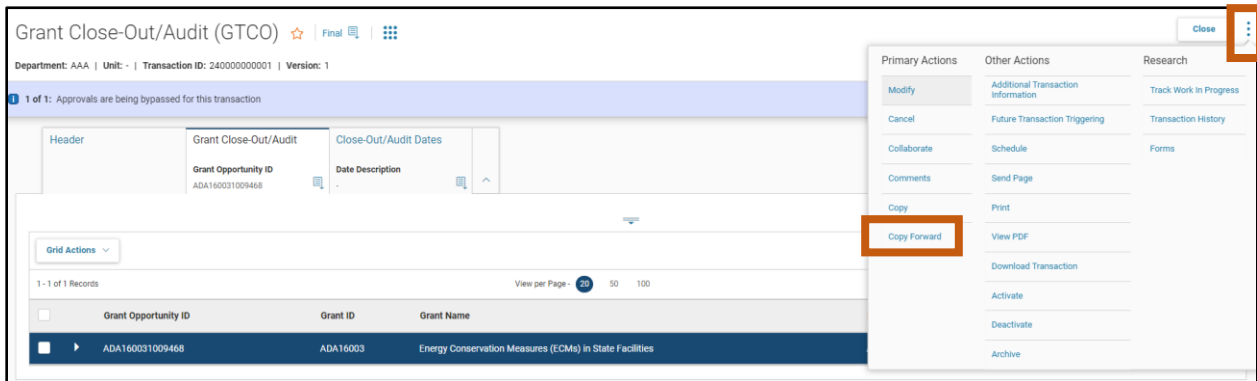 Grant Close-Out/Audit (GTCO) Final
Close
Department: AAA | Unit: - | Transaction ID: 240000000001 | Version: 1
1 of 1: Approvals are being bypassed for this transaction
Header
Grant Close-Out/Audit
Grant Opportunity ID
ADA160031009468
Close-Out/Audit Dates
Date Description
-
Grid Actions
1 - 1 of 1 Records
View per Page - 20 50 100
Grant Opportunity ID Grant ID Grant Name
ADA160031009468 ADA16003 Energy Conservation Measures (ECMs) in State Facilities
Primary Actions
Modify
Cancel
Collaborate
Comments
Copy
Copy Forward
Other Actions
Additional Transaction
Information
Future Transaction Triggering
Schedule
Send Page
Print
View PDF
Download Transaction
Activate
Deactivate
Archive
Research
Track Work In Progress
Transaction History
Forms